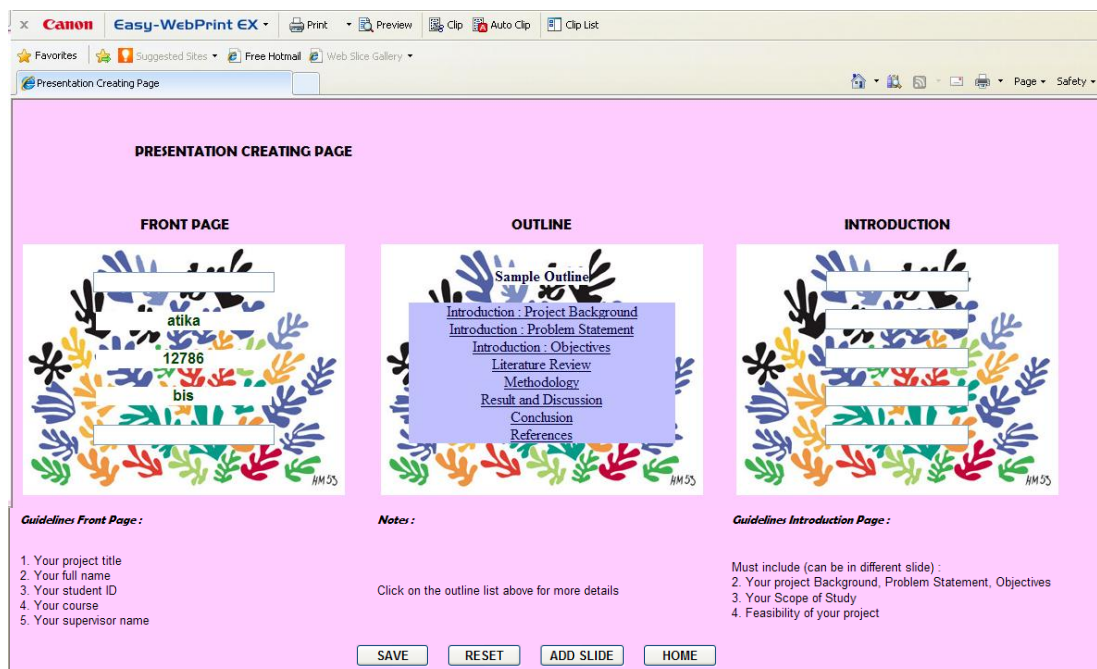 x Canon Easy-WebPrint EX Print Preview Clip Auto Clip Clip List
Favorites Suggested Sites Free Hotmail Web Slice Gallery
Presentation Creating Page Page Safety
PRESENTATION CREATING PAGE
FRONT PAGE
atika
12786
bis
HM53
OUTLINE
Sample Outline
Introduction : Project Background
Introduction : Problem Statement
Introduction : Objectives
Literature Review
Methodology
Result and Discussion
Conclusion
References
HM53
INTRODUCTION
HM53
Guidelines Front Page :
1. Your project title
2. Your full name
3. Your student ID
4. Your course
5. Your supervisor name
Notes :
Click on the outline list above for more details
Guidelines Introduction Page :
Must include (can be in different slide) :
2. Your project Background, Problem Statement, Objectives
3. Your Scope of Study
4. Feasibility of your project
SAVE RESET ADD SLIDE HOME